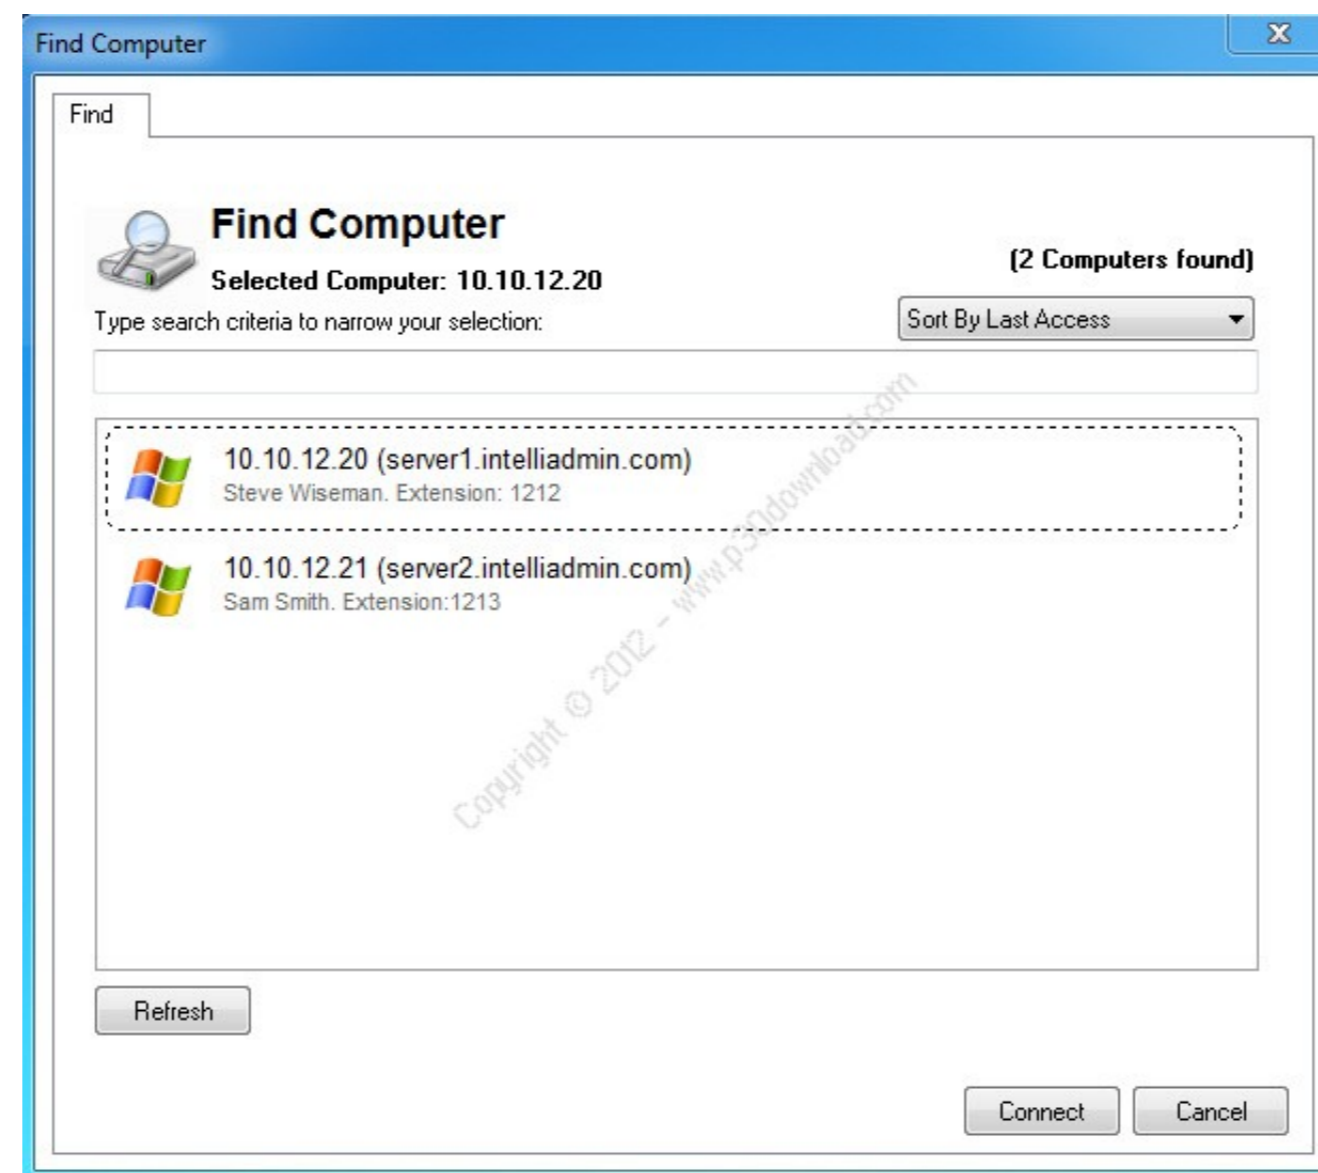 Find Computer
Find
Find Computer
(2 Computers found)
Selected Computer: 10.10.12.20
Type search criteria to narrow your selection:
Sort By Last Access
10.10.12.20 (server1.intelliadmin.com)
Steve Wiseman. Extension: 1212
10.10.12.21 (server2.intelliadmin.com)
Sam Smith. Extension:1213
Copyright © 2012 - www.p30download.com
Refresh
Connect
Cancel